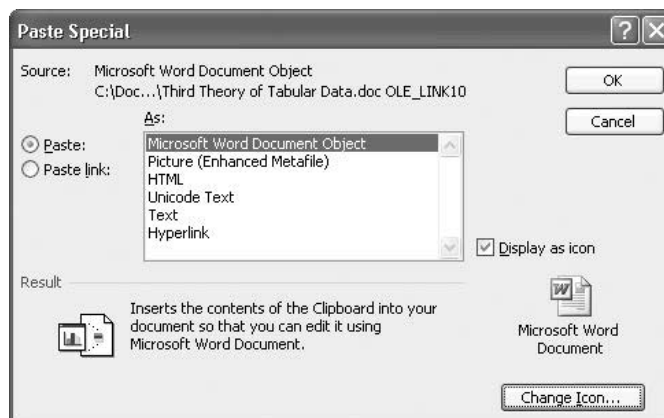 Paste Special
Source: Microsoft Word Document Object
C:\Doc...\Third Theory of Tabular Data.doc OLE_LINK10
OK
Cancel
As:
Paste:
Paste link:
Microsoft Word Document Object
Picture (Enhanced Metafile)
HTML
Unicode Text
Text
Hyperlink
Display as icon
Result
Inserts the contents of the Clipboard into your
document so that you can edit it using
Microsoft Word Document.
Microsoft Word
Document
Change Icon...